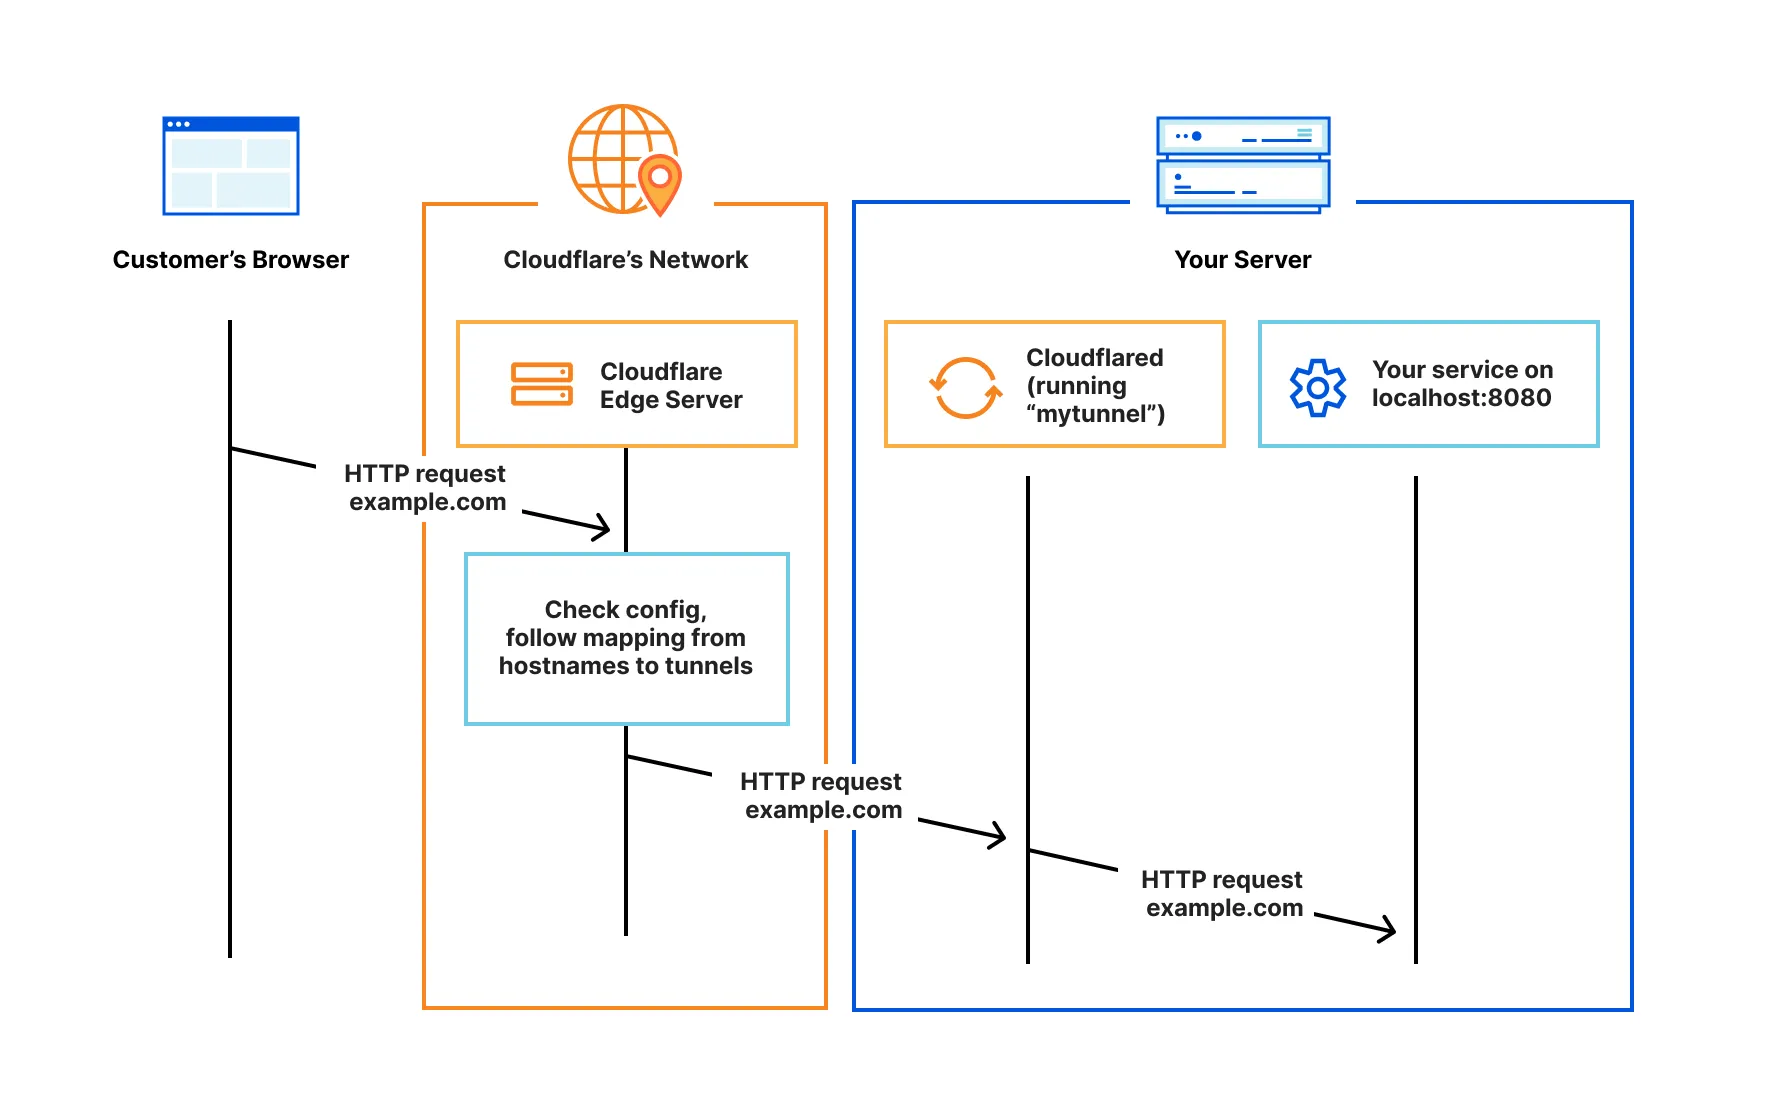 Customer’s Browser
Cloudflare’s Network
Your Server
Cloudflare
Edge Server
Cloudflared
(running
“mytunnel”)
Your service on
localhost:8080
HTTP request
example.com
Check config,
follow mapping from
hostnames to tunnels
HTTP request
example.com
HTTP request
example.com